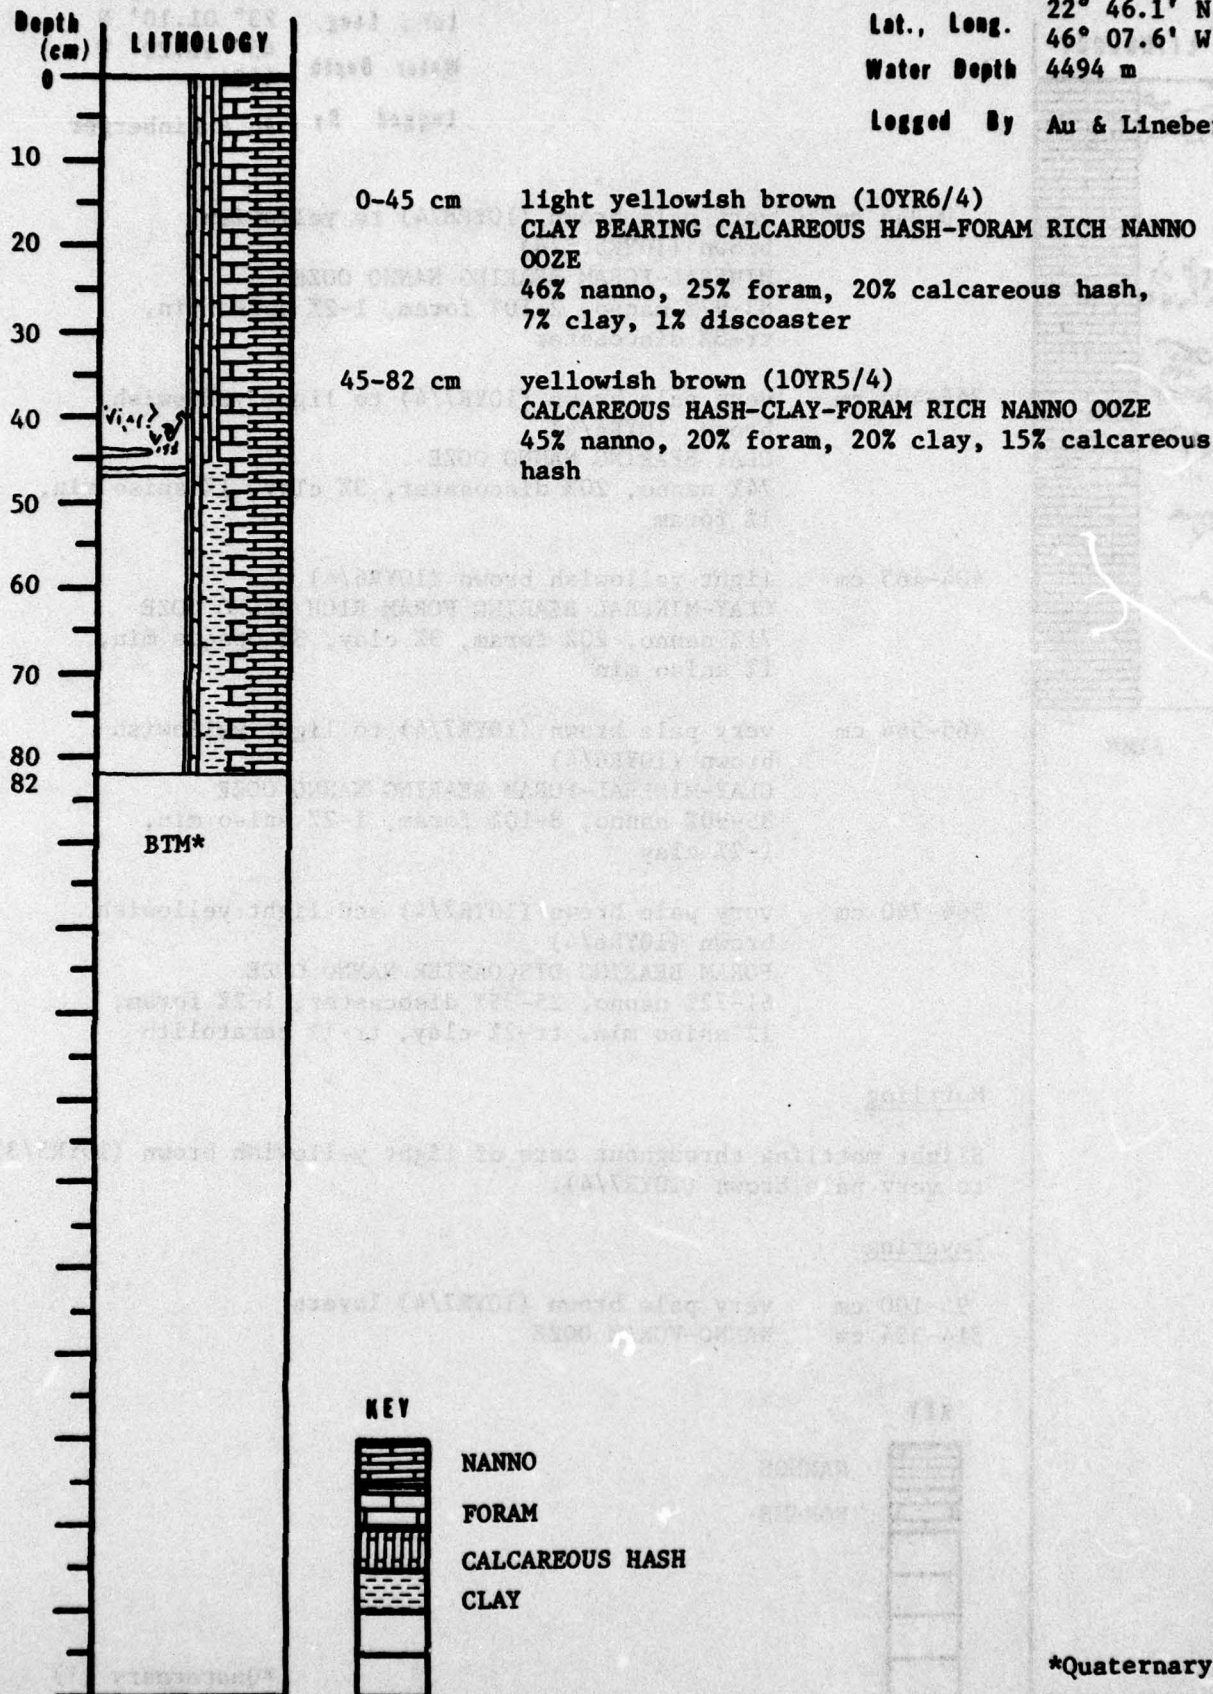 Depth
(cm)
LITHOLOGY
Lat., Long.
22° 46.1' N
46° 07.6' W
Water Depth 4494 m
Logged By Au &
0
10
20
30
40
50
60
70
80
82
0-45 cm light yellowish brown (10YR6/4)
CLAY BEARING CALCAREOUS HASH-FORAM RICH NANNO
OOZE
46% nanno, 25% foram, 20% calcareous hash,
7% clay, 1% discoaster
45-82 cm yellowish brown (10YR5/4)
CALCAREOUS HASH-CLAY-FORAM RICH NANNO OOZE
45% nanno, 20% foram, 20% clay, 15% calcareous
hash
BTM*
KEY
NANNO
FORAM
CALCAREOUS HASH
CLAY
*Quaternary